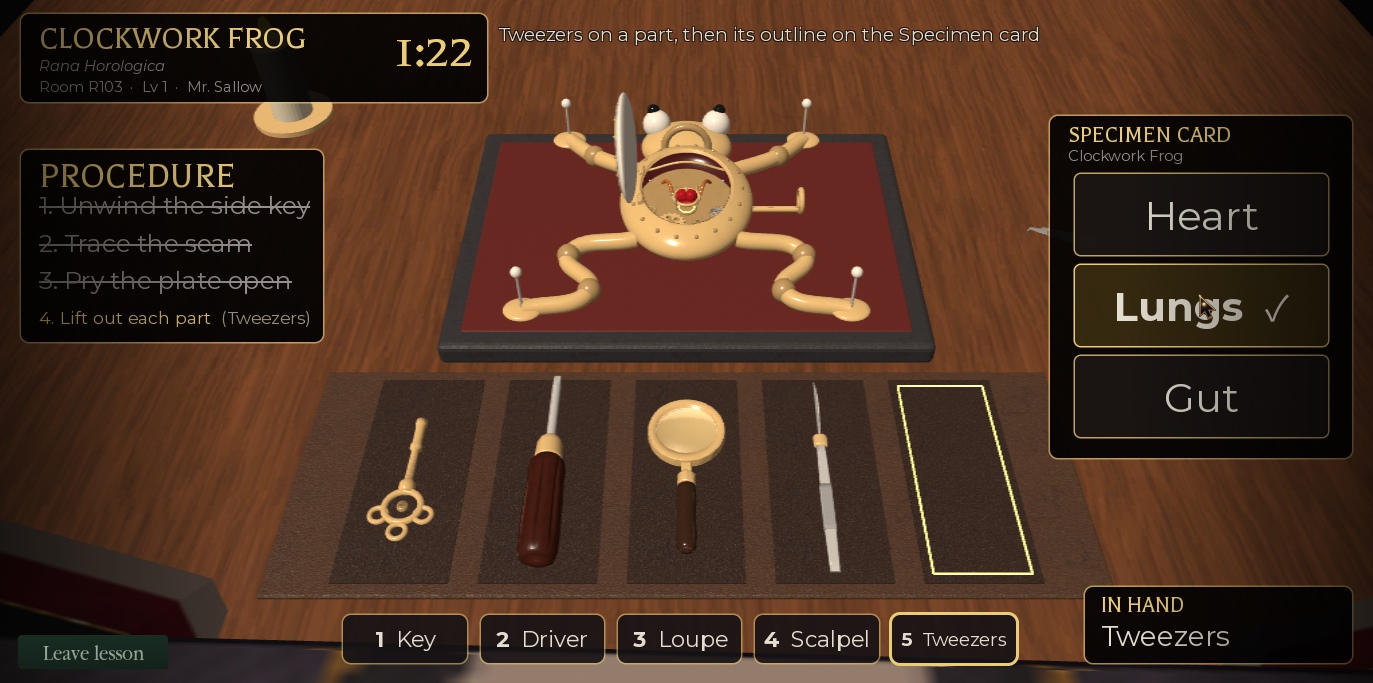 CLOCKWORK FROG
Rana Horologica
Room R103 · Lv 1 · Mr. Sallow
1:22
Tweezers on a part, then its outline on the Specimen card
PROCEDURE
1. Unwind the side key
2. Trace the seam
3. Pry the plate open
4. Lift out each part (Tweezers)
SPECIMEN CARD
Clockwork Frog
Heart
Lungs ✓
Gut
1 Key
2 Driver
3 Loupe
4 Scalpel
5 Tweezers
IN HAND
Tweezers
Leave lesson